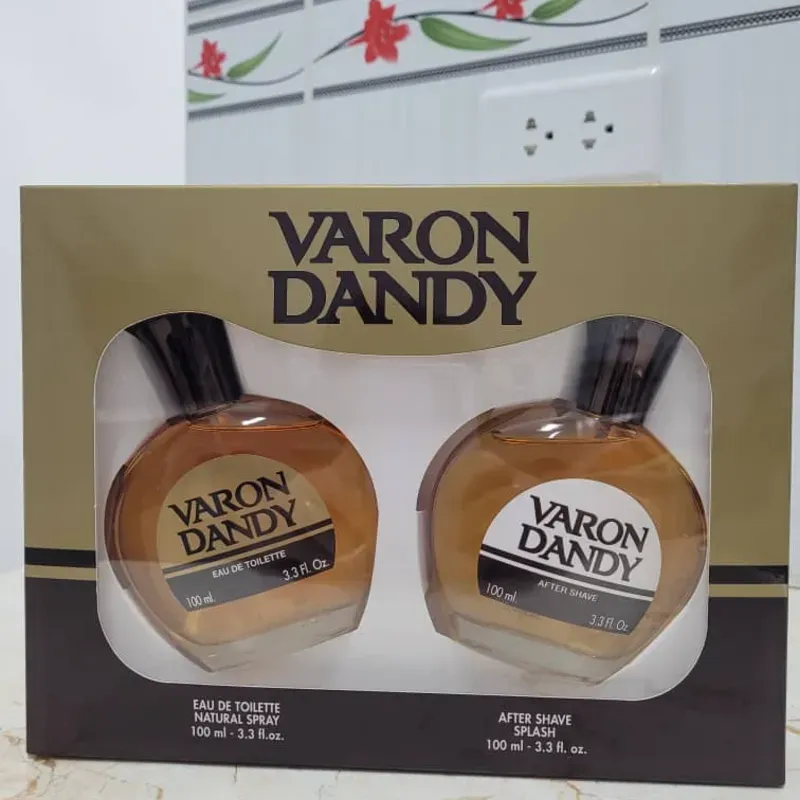 VARON
DANDY
VARON
DANDY
EAU DE TOILETTE
100 ml.
3.3 Fl. Oz.
VARON
DANDY
AFTER SHAVE
100 ml.
3.3 Fl. Oz
EAU DE TOILETTE
NATURAL SPRAY
100 ml - 3.3 fl.oz.
AFTER SHAVE
SPLASH
100 ml - 3.3 fl. oz.